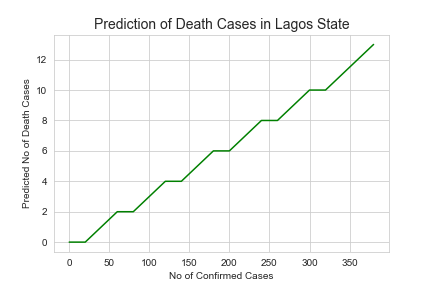 Prediction of Death Cases in Lagos State
12
10
8
6
4
2
0
Predicted No of Death Cases
0 50 100 150 200 250 300 350
No of Confirmed Cases